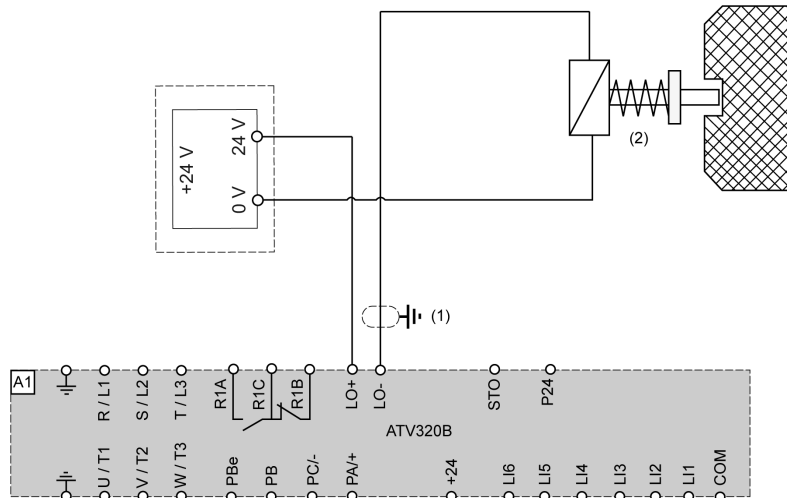 +24 V
24 V
0 V
(2)
(1)
A1
R / L1
S / L2
T / L3
R1A
R1C
R1B
LO+
LO-
STO
P24
ATV320B
U / T1
V / T2
W / T3
PBe
PB
PC/-
PA/+
+24
LI6
LI5
LI4
LI3
LI2
LI1
COM